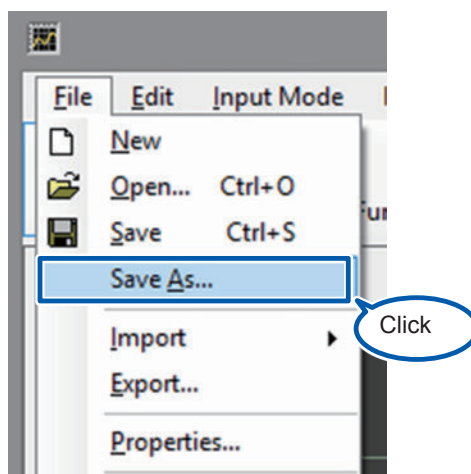 File Edit Input Mode
New
Open... Ctrl+O
Save Ctrl+S
Save As...
Click
Import
Export...
Properties...